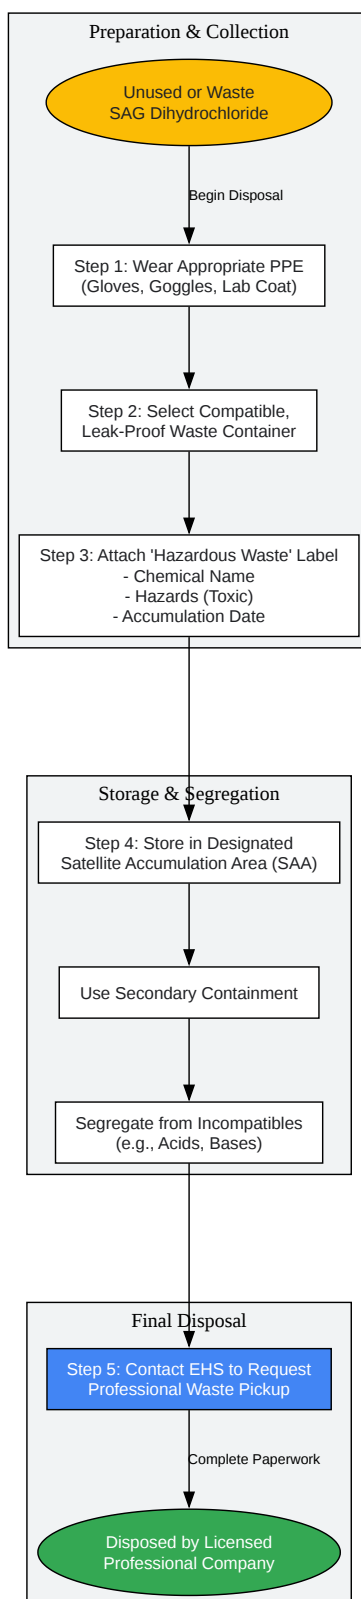 Preparation & Collection
Unused or Waste
SAG Dihydrochloride
Begin Disposal
Step 1: Wear Appropriate PPE
(Gloves, Goggles, Lab Coat)
Step 2: Select Compatible,
Leak-Proof Waste Container
Step 3: Attach 'Hazardous Waste' Label
- Chemical Name
- Hazards (Toxic)
- Accumulation Date
Storage & Segregation
Step 4: Store in Designated
Satellite Accumulation Area (SAA)
Use Secondary Containment
Segregate from Incompatibles
(e.g., Acids, Bases)
Final Disposal
Step 5: Contact EHS to Request
Professional Waste Pickup
Complete Paperwork
Disposed by Licensed
Professional Company